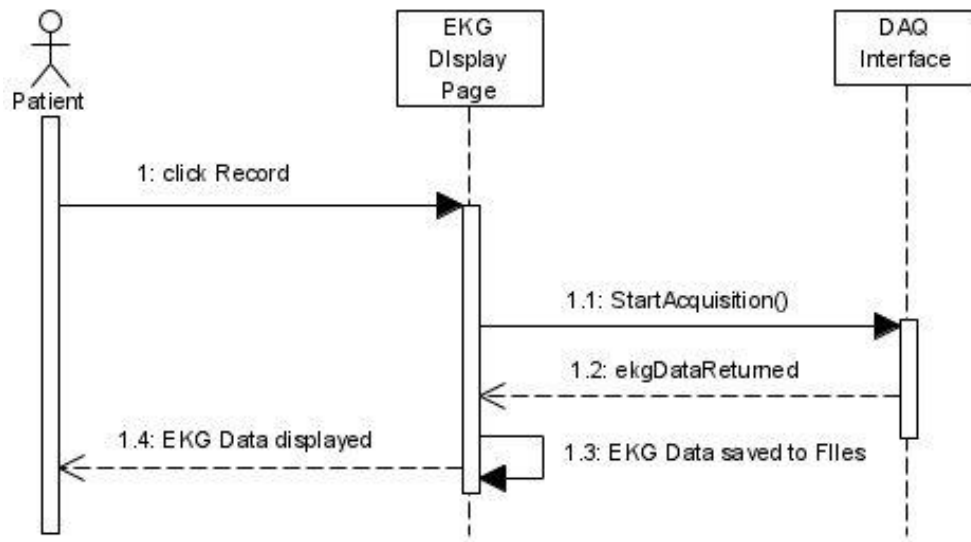 Patient
EKG
DIsplay
Page
DAQ
Interface
1: click Record
1.1: StartAcquisition()
1.2: ekgDataReturned
1.3: EKG Data saved to FIles
1.4: EKG Data displayed